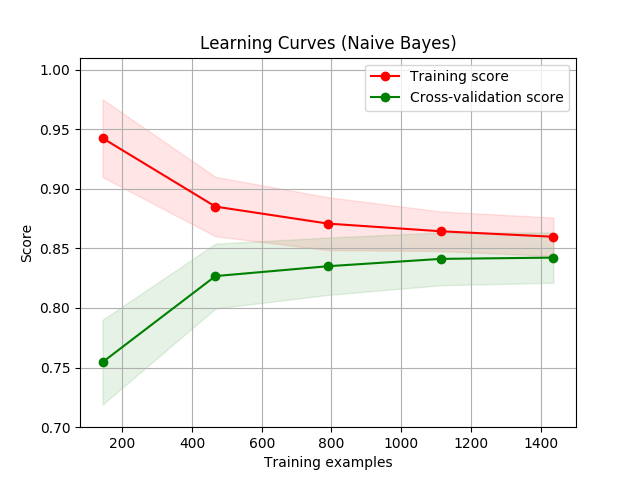 Learning Curves (Naive Bayes)
1.00
0.95
0.90
0.85
0.80
0.75
0.70
Score
Training score
Cross-validation score
200 400 600 800 1000 1200 1400
Training examples